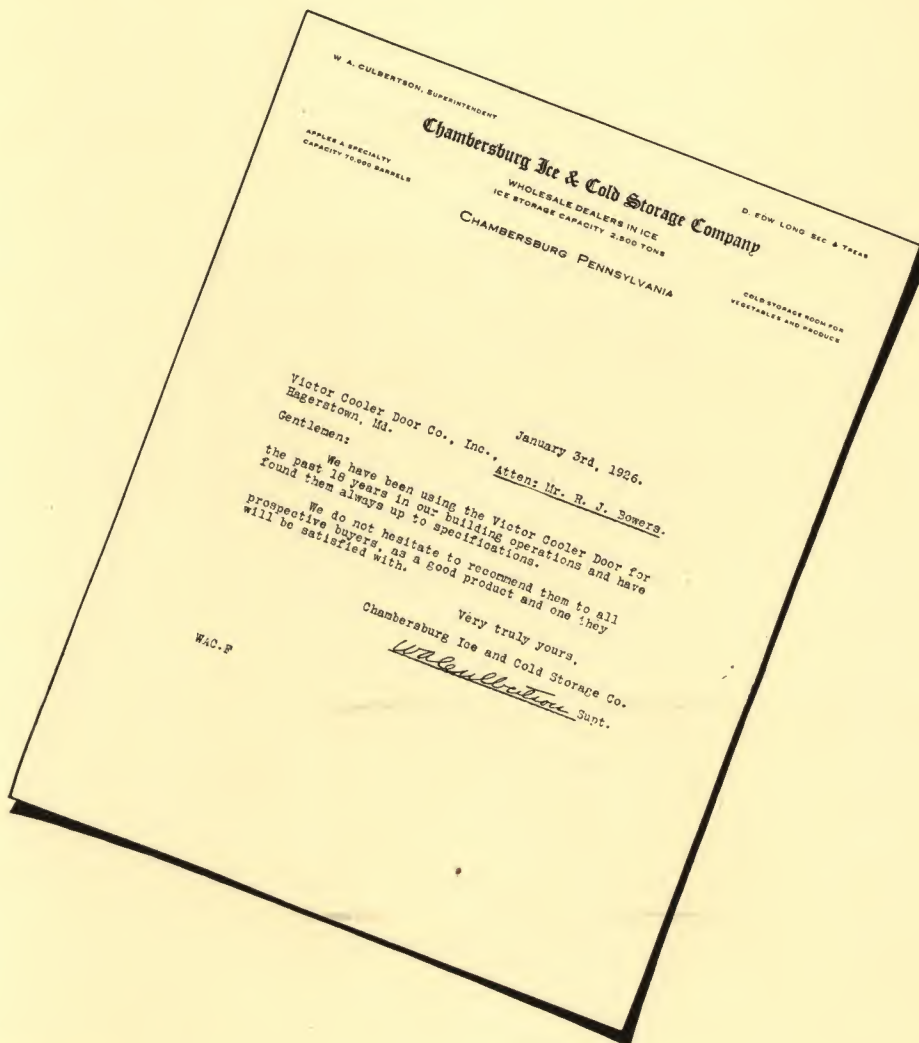 W A. CULBERTSON, SUPERINTENDENT
Chambersburg Ice & Cold Storage Company
D. EDW LONG SEC & TREAS
APPLES A SPECIALTY
CAPACITY 70,000 BARRELS
WHOLESALE DEALERS IN ICE
ICE STORAGE CAPACITY 2,500 TONS
CHAMBERSBURG PENNSYLVANIA
COLD STORAGE ROOM FOR
VEGETABLES AND PRODUCE
January 3rd, 1926.
Victor Cooler Door Co., Inc.,
Hagerstown, Md.
Atten: Mr. R. J. Bowers.
Gentlemen:
We have been using the Victor Cooler Door for
the past 18 years in our building operations and have
found them always up to specifications.
We do not hesitate to recommend them to all
prospective buyers, as a good product and one they
will be satisfied with.
Very truly yours,
Chambersburg Ice and Cold Storage Co.
WACulbertson Supt.
WAC.F